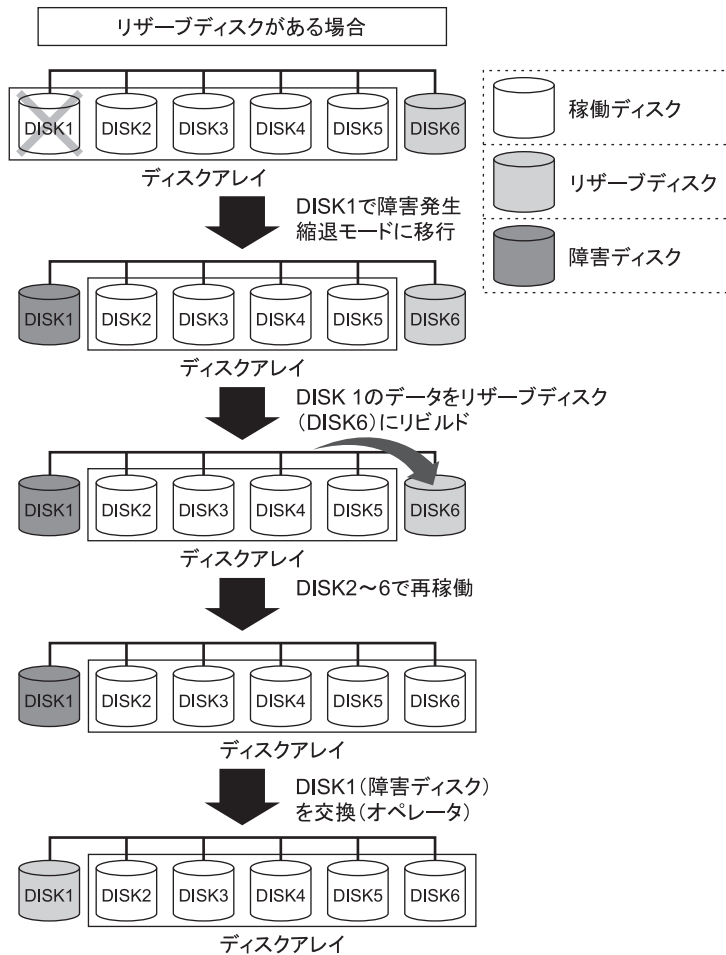 リザーブディスクがある場合
DISK1 DISK2 DISK3 DISK4 DISK5 DISK6
ディスクアレイ
稼働ディスク
リザーブディスク
障害ディスク
DISK1で障害発生
縮退モードに移行
DISK1 DISK2 DISK3 DISK4 DISK5 DISK6
ディスクアレイ
DISK 1のデータをリザーブディスク
(DISK6)にリビルド
DISK1 DISK2 DISK3 DISK4 DISK5 DISK6
ディスクアレイ
DISK2～6で再稼働
DISK1 DISK2 DISK3 DISK4 DISK5 DISK6
ディスクアレイ
DISK1(障害ディスク)
を交換(オペレータ)
DISK1 DISK2 DISK3 DISK4 DISK5 DISK6
ディスクアレイ